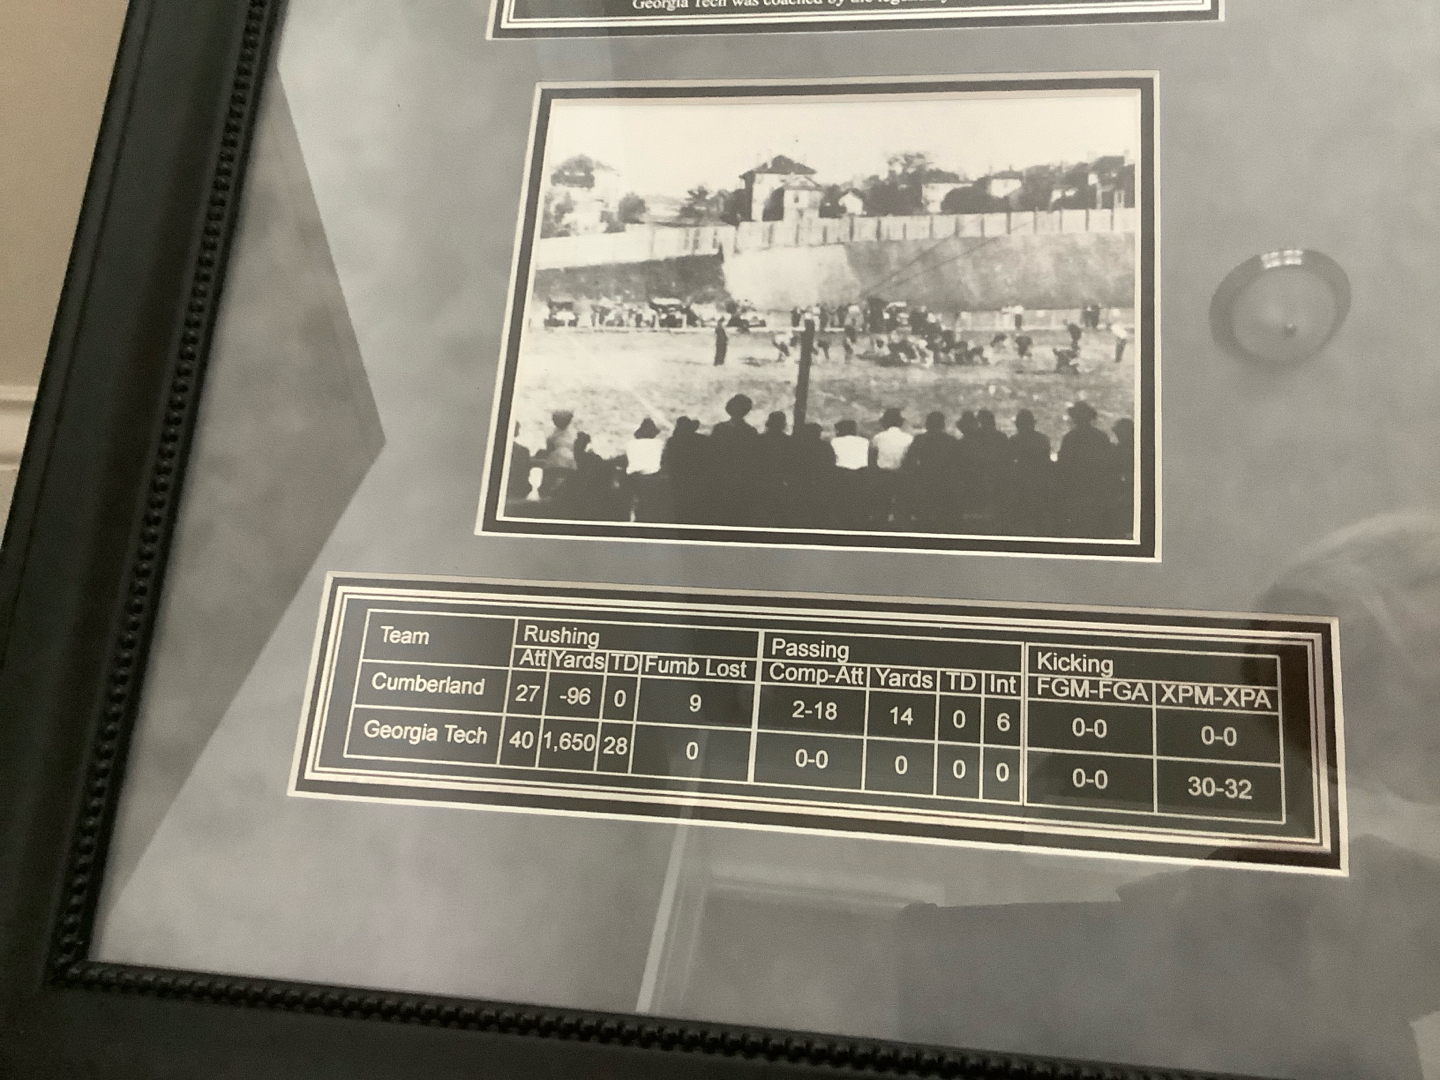 Georgia Tech was coached by the legendary
Team Rushing Passing Kicking
Att Yards TD Fumb Lost Comp-Att Yards TD Int FGM-FGA XPM-XPA
Cumberland 27 -96 0 9 2-18 14 0 6 0-0 0-0
Georgia Tech 40 1,650 28 0 0-0 0 0 0 0-0 30-32